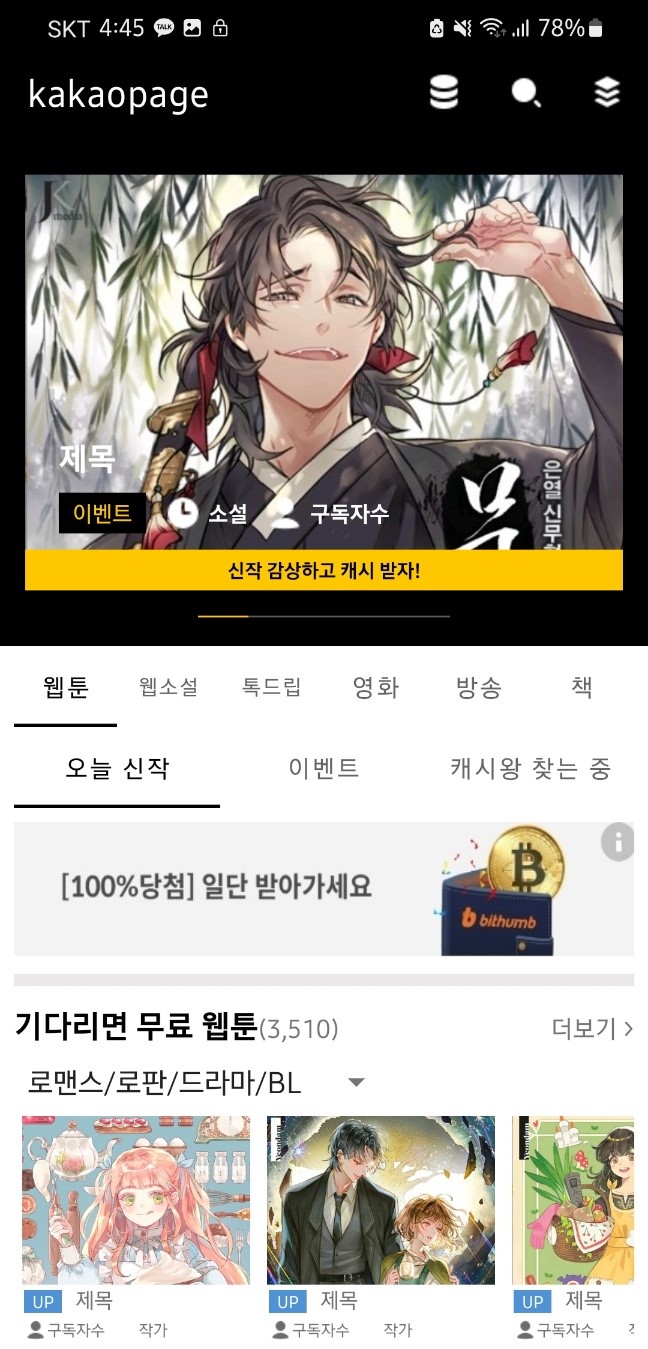 SKT 4:45 TALK 78%
kakaopage
J media
제목
이벤트 소설 구독자수
은열 신무협
신작 감상하고 캐시 받자!
웹툰 웹소설 톡드립 영화 방송 책
오늘 신작 이벤트 캐시왕 찾는 중
[100%당첨] 일단 받아가세요
bithumb
기다리면 무료 웹툰(3,510) 더보기 >
로맨스/로판/드라마/BL
Yeondam
UP 제목 UP 제목 UP 제목
구독자수 작가 구독자수 작가 구독자수